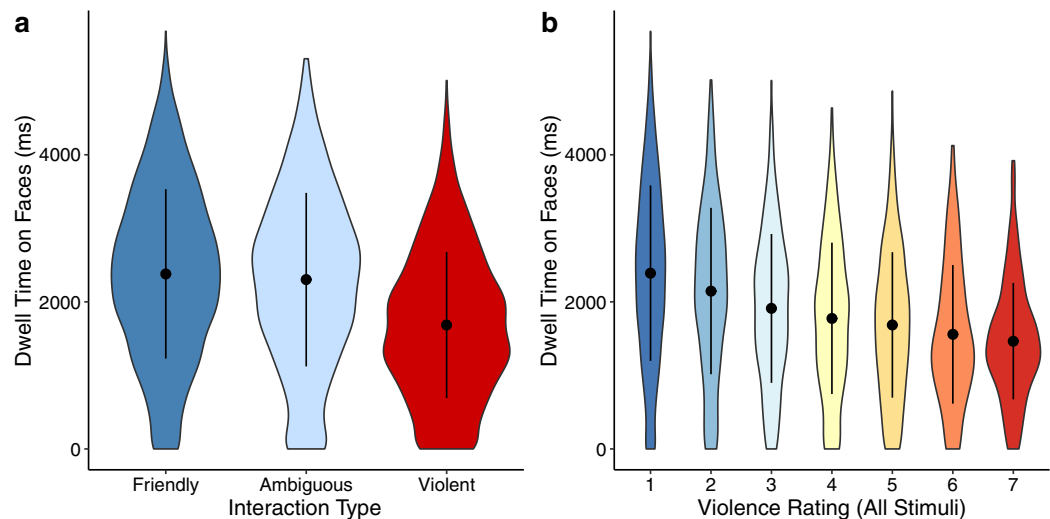 a
Dwell Time on Faces (ms)
4000
2000
0
Friendly Ambiguous Violent
Interaction Type
b
Dwell Time on Faces (ms)
4000
2000
0
1 2 3 4 5 6 7
Violence Rating (All Stimuli)